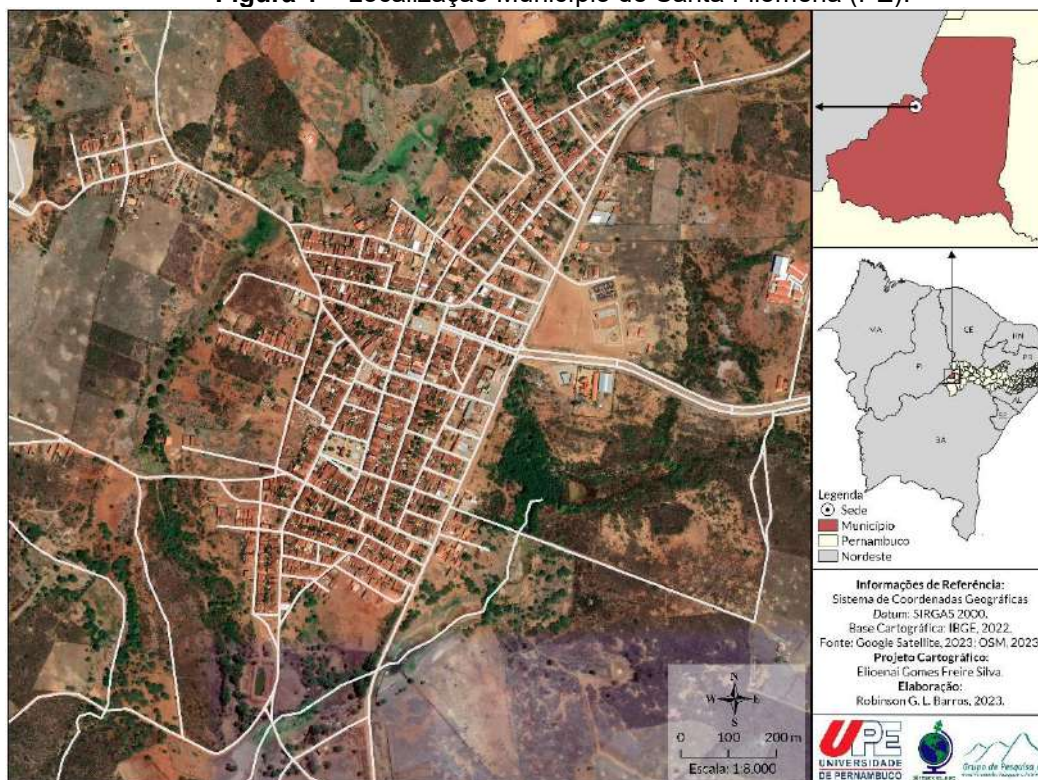 Figura 1 – Localização Município de Santa Filomena (PE).
MA
CE
RN
PB
PI
AL
SE
BA
Legenda
Sede
Município
Pernambuco
Nordeste
Informações de Referência:
Sistema de Coordenadas Geográficas
Datum: SIRGAS 2000.
Base Cartográfica: IBGE, 2022.
Fonte: Google Satellite, 2023; OSM, 2023
Projeto Cartográfico:
Elioenai Gomes Freire Silva.
Elaboração:
Robinson G. L. Barros, 2023.
N
W E
S
0 100 200 m
Escala: 1:8.000
UPE
UNIVERSIDADE
DE PERNAMBUCO
Grupo de Pesquisa